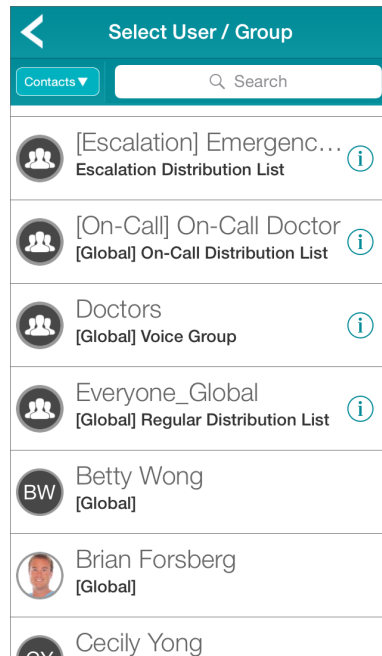 Select User / Group
Contacts▼ Search
[Escalation] Emergenc...
Escalation Distribution List
[On-Call] On-Call Doctor
[Global] On-Call Distribution List
Doctors
[Global] Voice Group
Everyone_Global
[Global] Regular Distribution List
BW Betty Wong
[Global]
Brian Forsberg
[Global]
Cecily Yong
CY